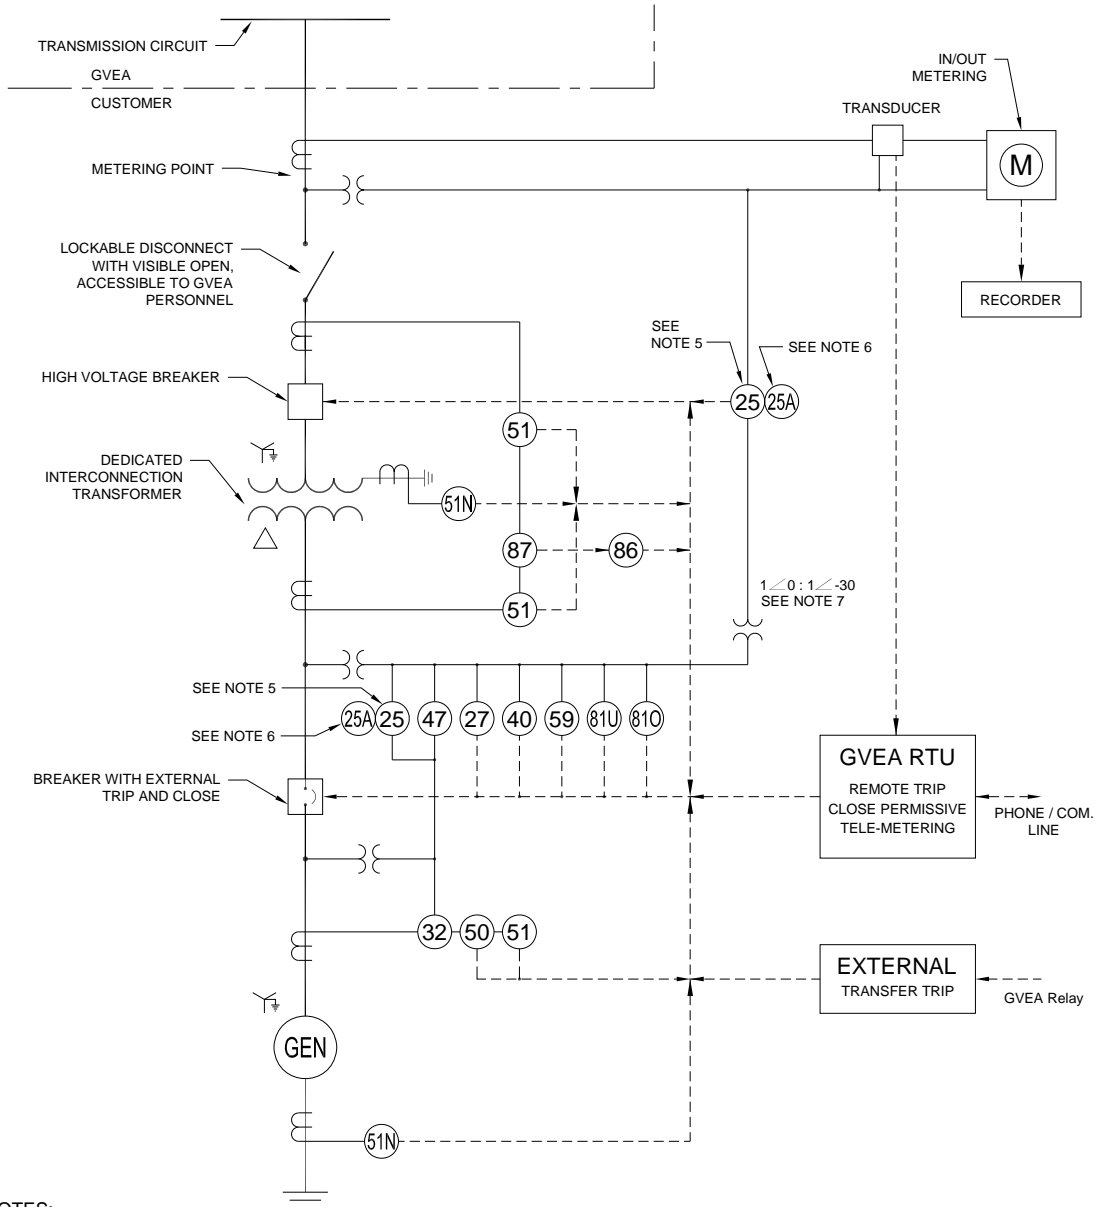 TRANSMISSION CIRCUIT
GVEA
CUSTOMER
IN/OUT
METERING
TRANSDUCER
M
METERING POINT
LOCKABLE DISCONNECT
WITH VISIBLE OPEN,
ACCESSIBLE TO GVEA
PERSONNEL
RECORDER
SEE
NOTE 5
SEE NOTE 6
HIGH VOLTAGE BREAKER
25
25A
51
DEDICATED
INTERCONNECTION
TRANSFORMER
51N
87
86
51
1∠0 : 1∠-30
SEE NOTE 7
SEE NOTE 5
25A
25
47
27
40
59
81U
81O
SEE NOTE 6
BREAKER WITH EXTERNAL
TRIP AND CLOSE
GVEA RTU
REMOTE TRIP
CLOSE PERMISSIVE
TELE-METERING
PHONE / COM.
LINE
32
50
51
EXTERNAL
TRANSFER TRIP
GVEA Relay
GEN
51N